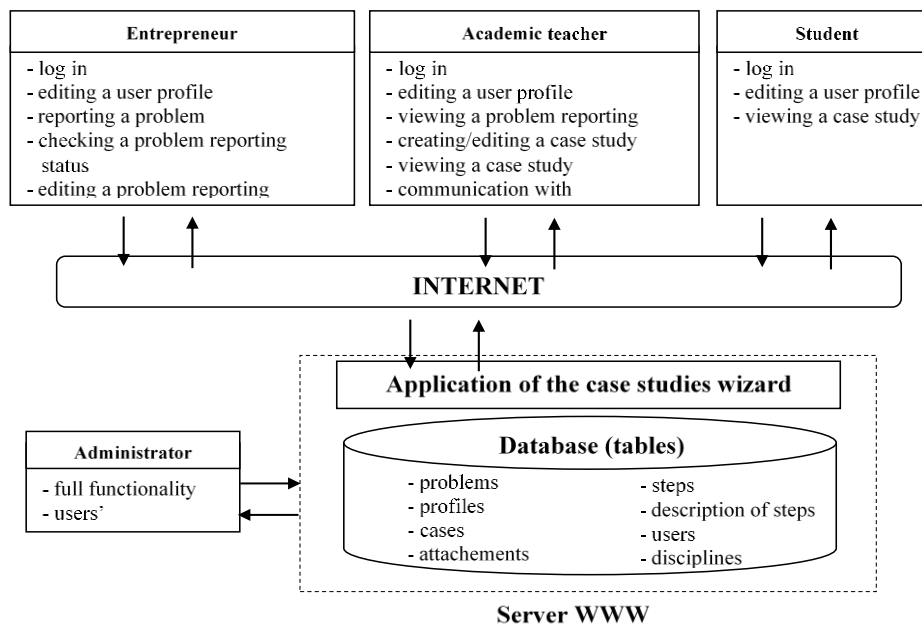 Entrepreneur
- log in
- editing a user profile
- reporting a problem
- checking a problem reporting
status
- editing a problem reporting
Academic teacher
- log in
- editing a user profile
- viewing a problem reporting
- creating/editing a case study
- viewing a case study
- communication with
Student
- log in
- editing a user profile
- viewing a case study
INTERNET
Application of the case studies wizard
Database (tables)
- problems
- profiles
- cases
- attachements
- steps
- description of steps
- users
- disciplines
Administrator
- full functionality
- users’
Server WWW